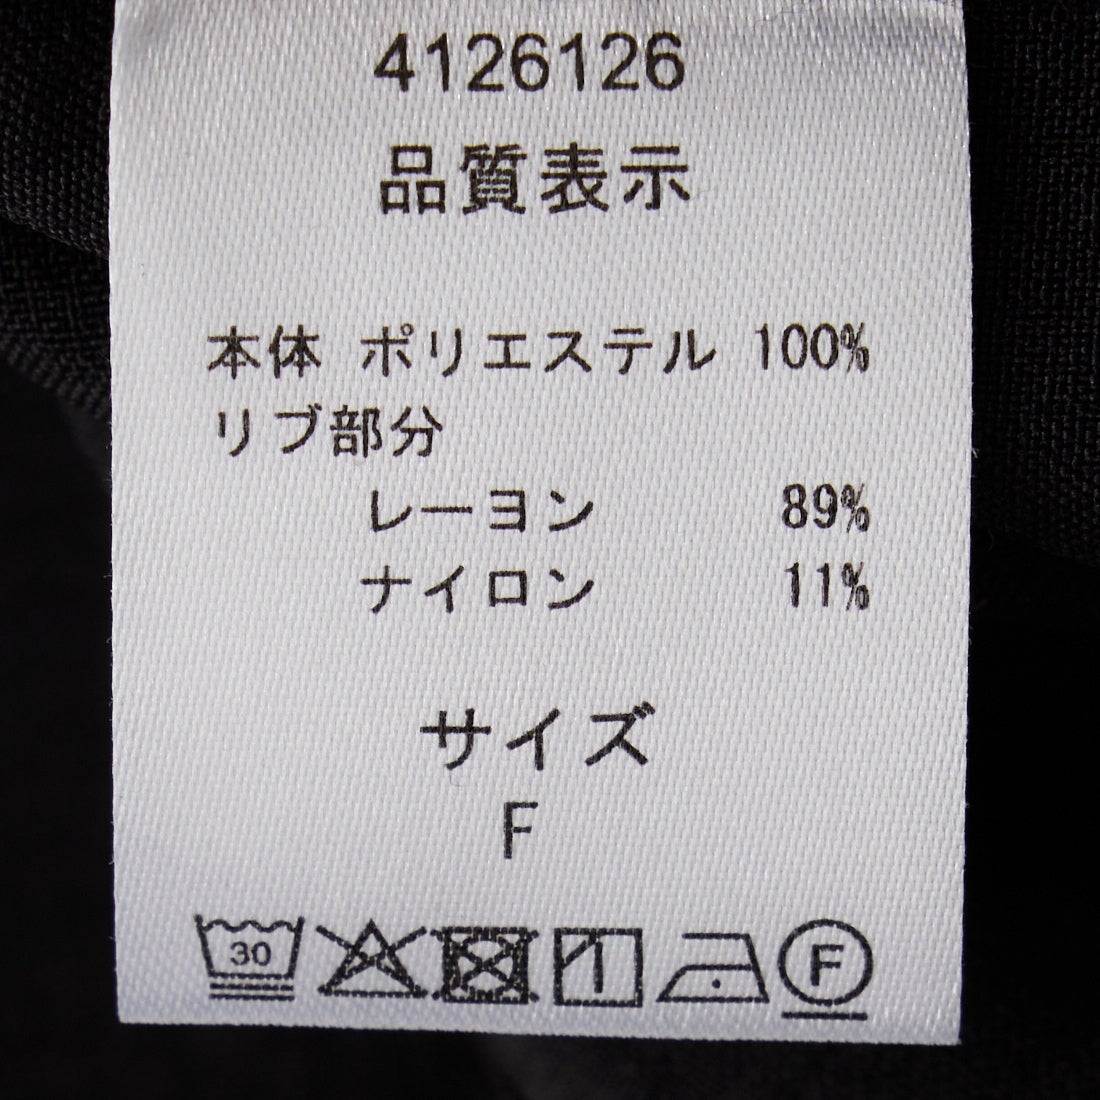 4126126
品質表示
本体 ポリエステル 100%
リブ部分
レーヨン 89%
ナイロン 11%
サイズ
F
30 F